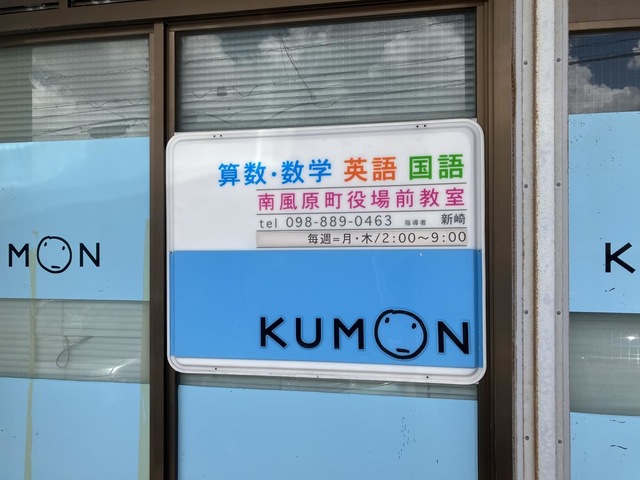 算数・数学 英語 国語
南風原町役場前教室
tel 098-889-0463 指導者 新崎
毎週=月・木/2:00〜9:00
KUMON
MON
K